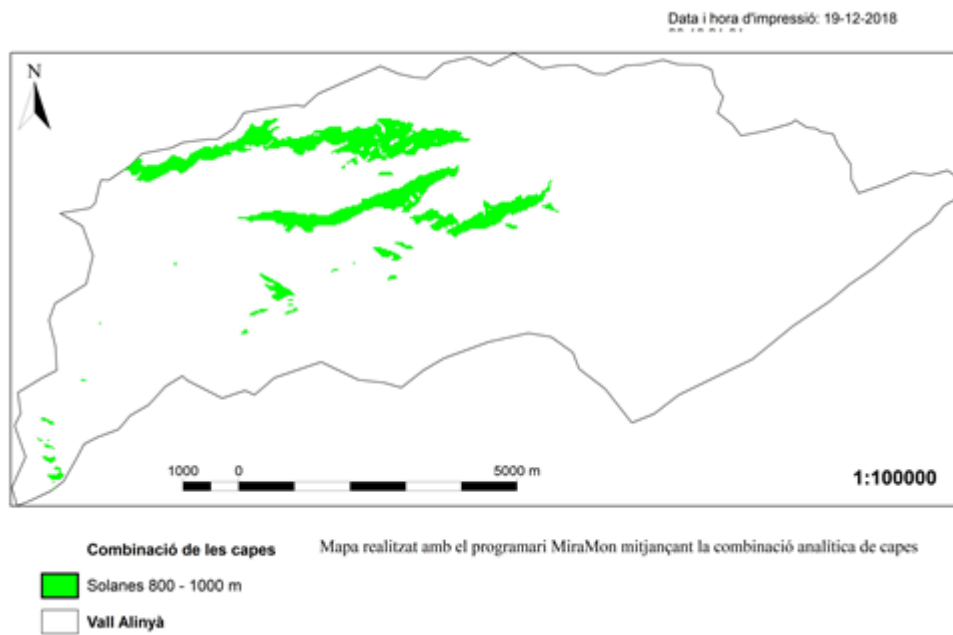 Data i hora d'impressió: 19-12-2018
N
1000 0 5000 m
1:100000
Combinació de les capes
Mapa realitzat amb el programari MiraMon mitjançant la combinació analítica de capes
Solanes 800 - 1000 m
Vall Alinyà